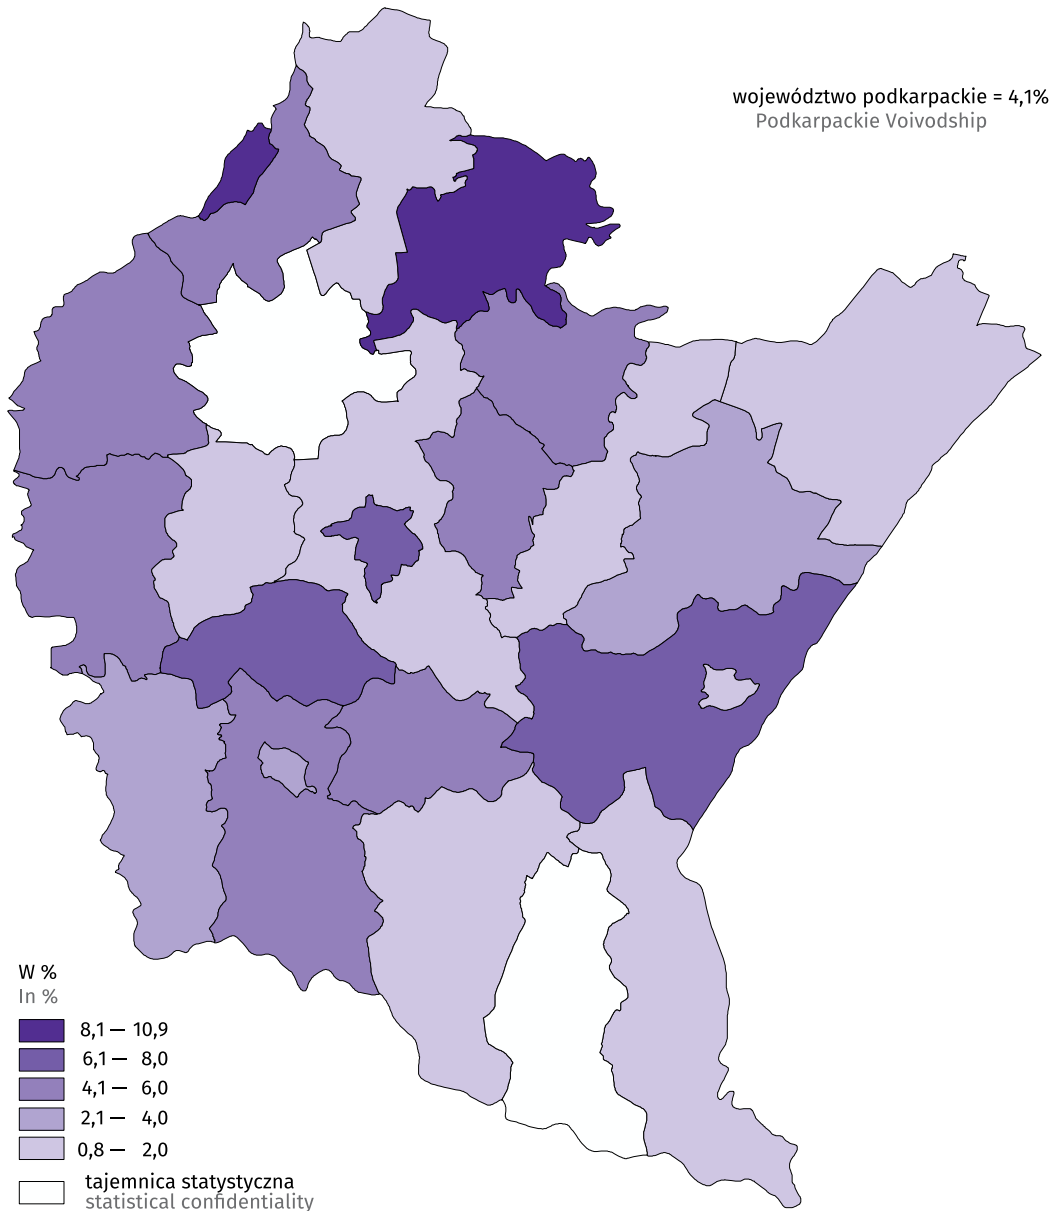 województwo podkarpackie = 4,1%
Podkarpackie Voivodship
W %
In %
8,1 — 10,9
6,1 — 8,0
4,1 — 6,0
2,1 — 4,0
0,8 — 2,0
tajemnica statystyczna
statistical confidentiality